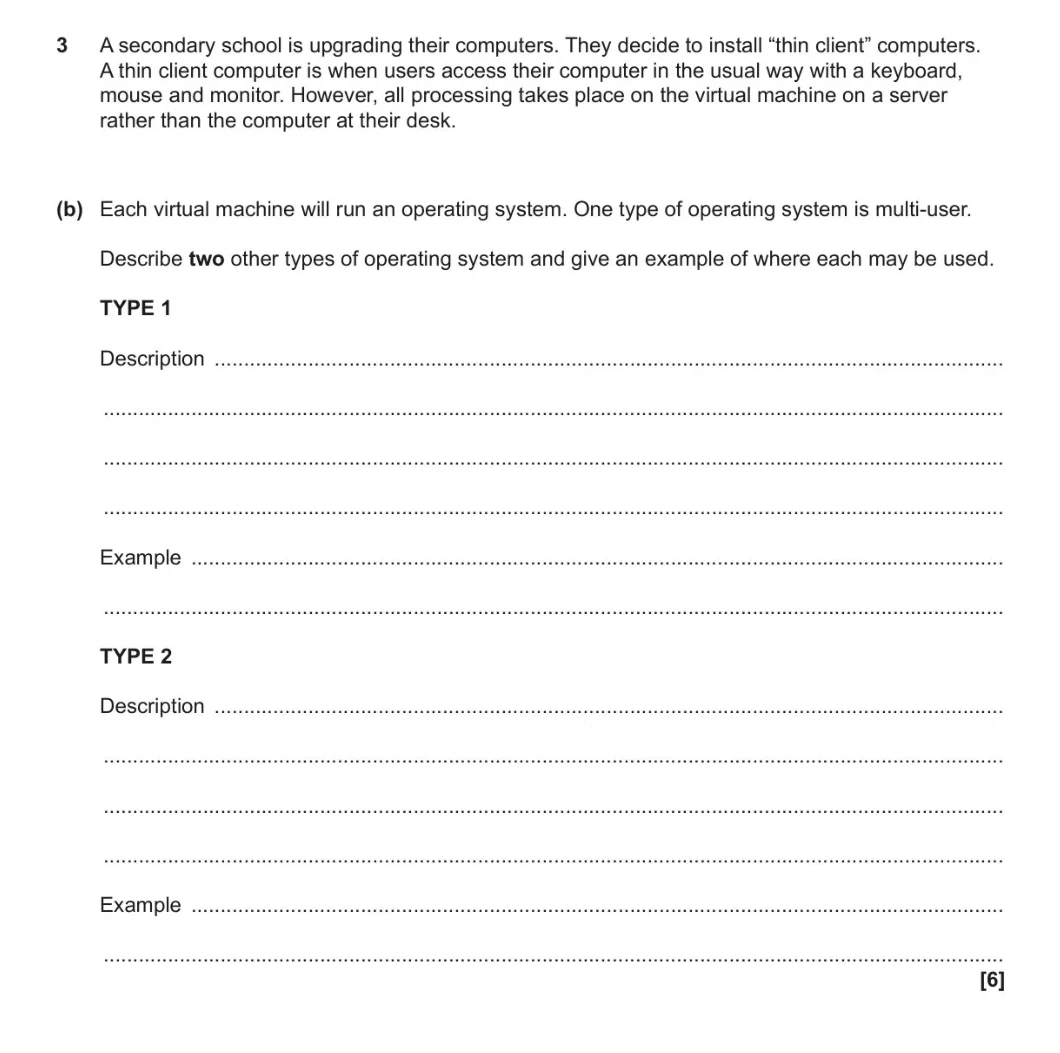 3 A secondary school is upgrading their computers. They decide to install “thin client” computers.
A thin client computer is when users access their computer in the usual way with a keyboard,
mouse and monitor. However, all processing takes place on the virtual machine on a server
rather than the computer at their desk.
(b) Each virtual machine will run an operating system. One type of operating system is multi-user.
Describe two other types of operating system and give an example of where each may be used.
TYPE 1
Description
Example
TYPE 2
Description
Example
[6]